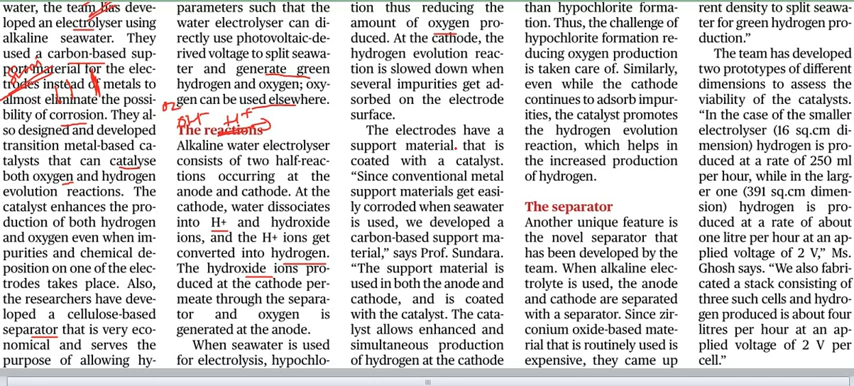 water, the team has deve-
loped an electrolyser using
alkaline seawater. They
used a carbon-based sup-
port material for the elec-
trodes instead of metals to
almost eliminate the possi-
bility of corrosion. They al-
so designed and developed
transition metal-based ca-
talysts that can catalyse
both oxygen and hydrogen
evolution reactions. The
catalyst enhances the pro-
duction of both hydrogen
and oxygen even when im-
purities and chemical de-
position on one of the elec-
trodes takes place. Also,
the researchers have deve-
loped a cellulose-based
separator that is very eco-
nomical and serves the
purpose of allowing hy-
parameters such that the
water electrolyser can di-
rectly use photovoltaic-de-
rived voltage to split seawa-
ter and generate green
hydrogen and oxygen; oxy-
gen can be used elsewhere.
OH
H+
The reactions
Alkaline water electrolyser
consists of two half-reac-
tions occurring at the
anode and cathode. At the
cathode, water dissociates
into H+ and hydroxide
ions, and the H+ ions get
converted into hydrogen.
The hydroxide ions pro-
duced at the cathode per-
meate through the separa-
tor and oxygen is
generated at the anode.
When seawater is used
for electrolysis, hypochlo-
tion thus reducing the
amount of oxygen pro-
duced. At the cathode, the
hydrogen evolution reac-
tion is slowed down when
several impurities get ad-
sorbed on the electrode
surface.
The electrodes have a
support material. that is
coated with a catalyst.
“Since conventional metal
support materials get easi-
ly corroded when seawater
is used, we developed a
carbon-based support ma-
terial,” says Prof. Sundara.
“The support material is
used in both the anode and
cathode, and is coated
with the catalyst. The cata-
lyst allows enhanced and
simultaneous production
of hydrogen at the cathode
than hypochlorite forma-
tion. Thus, the challenge of
hypochlorite formation re-
ducing oxygen production
is taken care of. Similarly,
even while the cathode
continues to adsorb impur-
ities, the catalyst promotes
the hydrogen evolution
reaction, which helps in
the increased production
of hydrogen.
The separator
Another unique feature is
the novel separator that
has been developed by the
team. When alkaline elec-
trolyte is used, the anode
and cathode are separated
with a separator. Since zir-
conium oxide-based mate-
rial that is routinely used is
expensive, they came up
rent density to split seawa-
ter for green hydrogen pro-
duction.”
The team has developed
two prototypes of different
dimensions to assess the
viability of the catalysts.
“In the case of the smaller
electrolyser (16 sq.cm di-
mension) hydrogen is pro-
duced at a rate of 250 ml
per hour, while in the larg-
er one (391 sq.cm dimen-
sion) hydrogen is pro-
duced at a rate of about
one litre per hour at an ap-
plied voltage of 2 V,” Ms.
Ghosh says. “We also fabri-
cated a stack consisting of
three such cells and hydro-
gen produced is about four
litres per hour at an ap-
plied voltage of 2 V per
cell.”